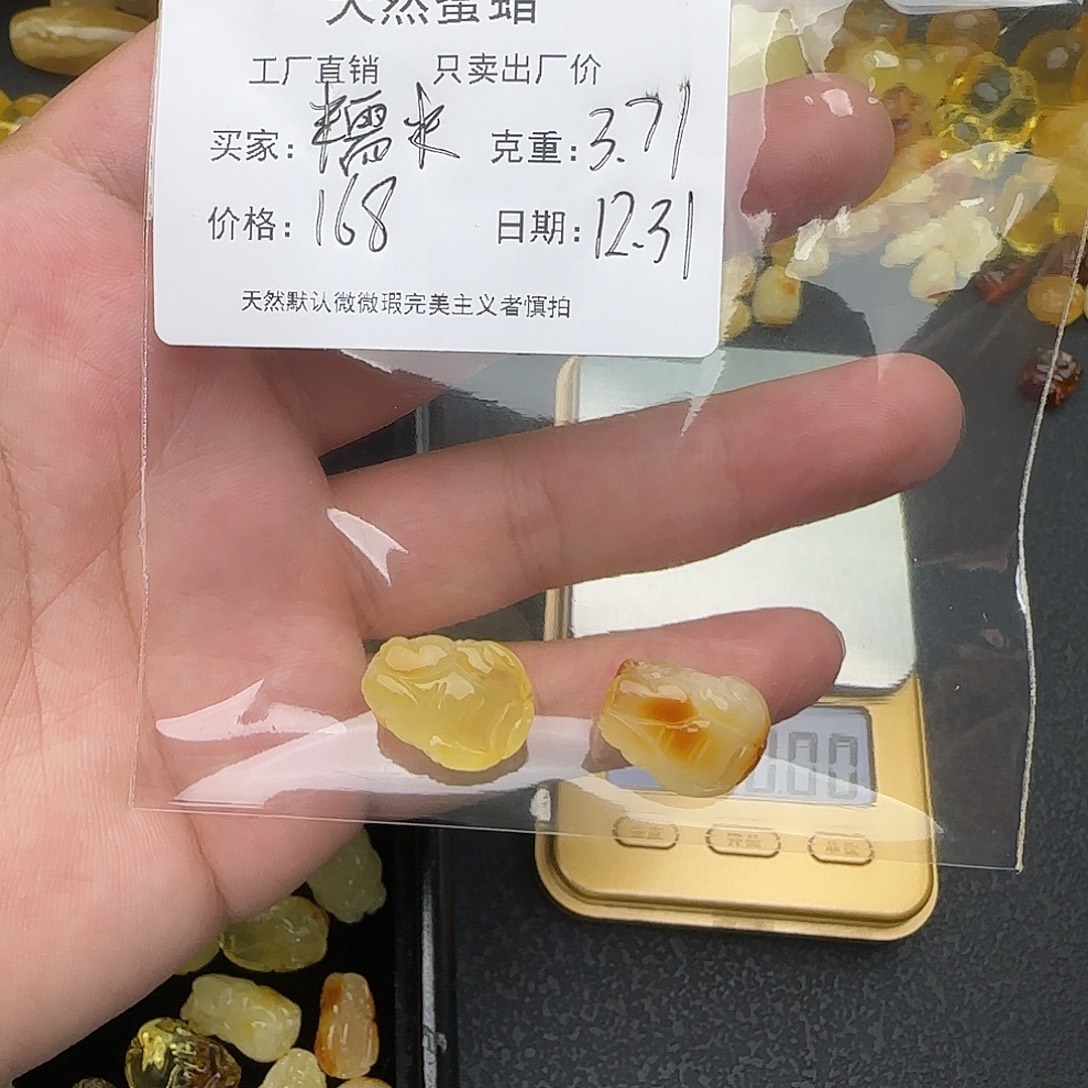 天然蜜蜡
工厂直销 只卖出厂价
买家: 糯米 克重: 3.71
价格: 168 日期: 12.31
天然默认微微瑕完美主义者慎拍